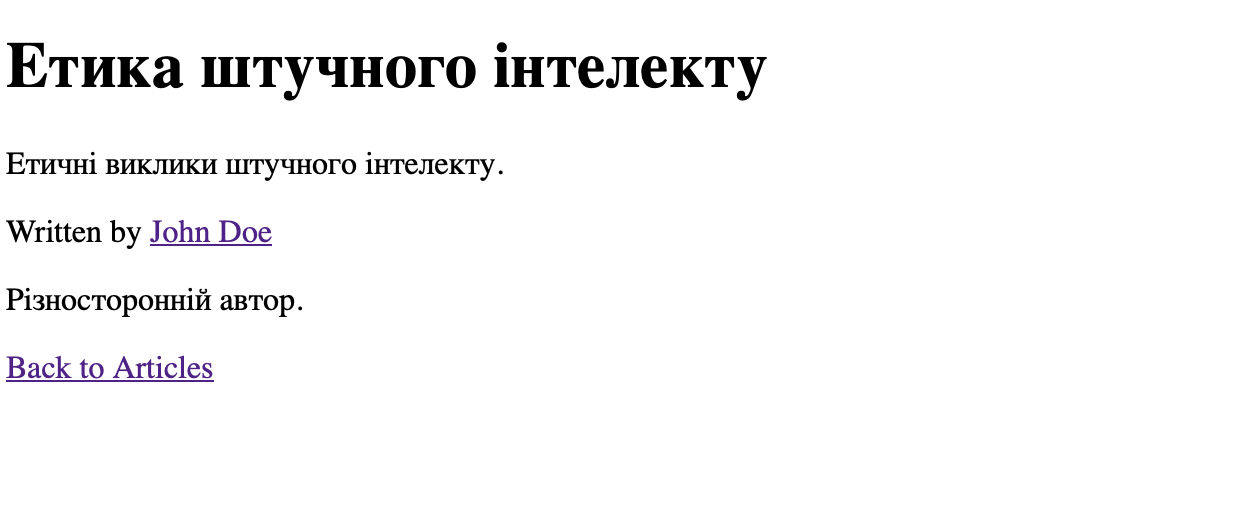 Етика штучного інтелекту
Етичні виклики штучного інтелекту.
Written by John Doe
Різносторонній автор.
Back to Articles